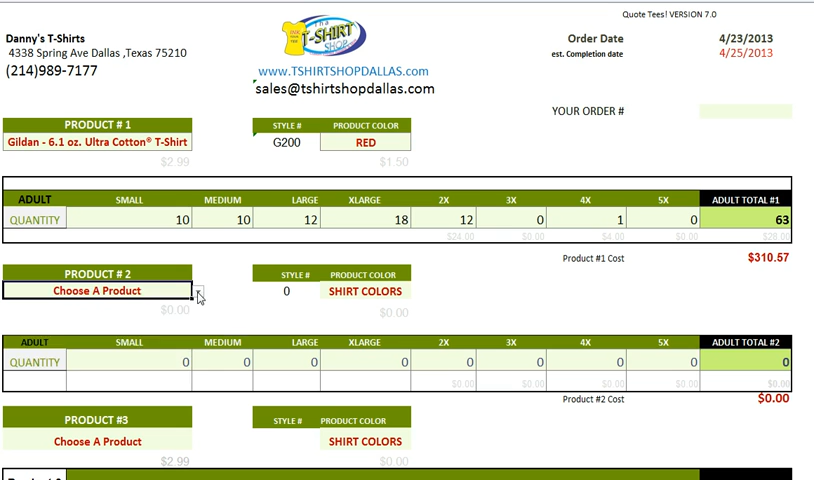 Quote Tees! VERSION 7.0
Danny's T-Shirts
4338 Spring Ave Dallas ,Texas 75210
(214)989-7177
T-SHIRT
SHOP
www.TSHIRTSHOPDALLAS.com
sales@tshirtshopdallas.com
Order Date 4/23/2013
est. Completion date 4/25/2013
YOUR ORDER #
PRODUCT # 1 STYLE # PRODUCT COLOR
Gildan - 6.1 oz. Ultra Cotton® T-Shirt G200 RED
$2.99 $1.50
ADULT SMALL MEDIUM LARGE XLARGE 2X 3X 4X 5X ADULT TOTAL #1
QUANTITY 10 10 12 18 12 0 1 0 63
$24.00 $0.00 $4.00 $0.00 $28.00
Product #1 Cost $310.57
PRODUCT # 2 STYLE # PRODUCT COLOR
Choose A Product 0 SHIRT COLORS
$0.00 $0.00
ADULT SMALL MEDIUM LARGE XLARGE 2X 3X 4X 5X ADULT TOTAL #2
QUANTITY 0 0 0 0 0 0 0 0 0
$0.00 $0.00 $0.00 $0.00 $0.00
Product #2 Cost $0.00
PRODUCT #3 STYLE # PRODUCT COLOR
Choose A Product SHIRT COLORS
$2.99 $0.00